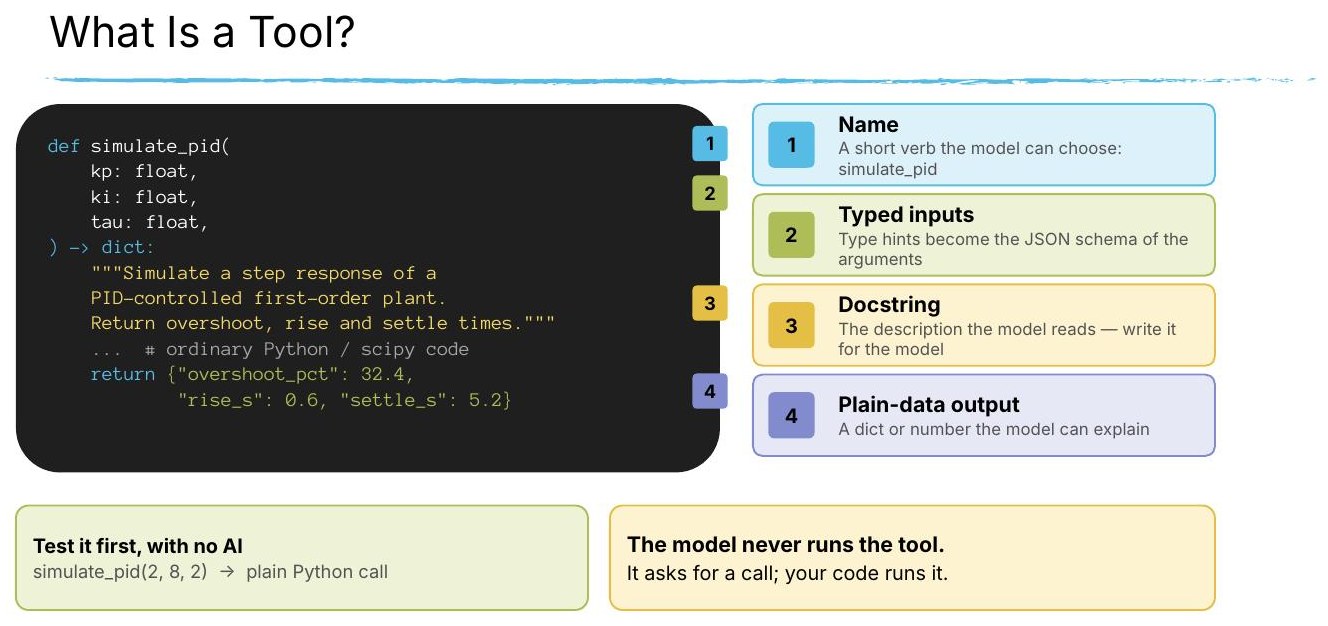 What Is a Tool?
def simulate_pid(
    kp: float,
    ki: float,
    tau: float,
) -> dict:
    """Simulate a step response of a
    PID-controlled first-order plant.
    Return overshoot, rise and settle times."""
    ...  # ordinary Python / scipy code
    return {"overshoot_pct": 32.4,
            "rise_s": 0.6, "settle_s": 5.2}
1
2
3
4
1
Name
A short verb the model can choose:
simulate_pid
2
Typed inputs
Type hints become the JSON schema of the
arguments
3
Docstring
The description the model reads — write it
for the model
4
Plain-data output
A dict or number the model can explain
Test it first, with no AI
simulate_pid(2, 8, 2) → plain Python call
The model never runs the tool.
It asks for a call; your code runs it.